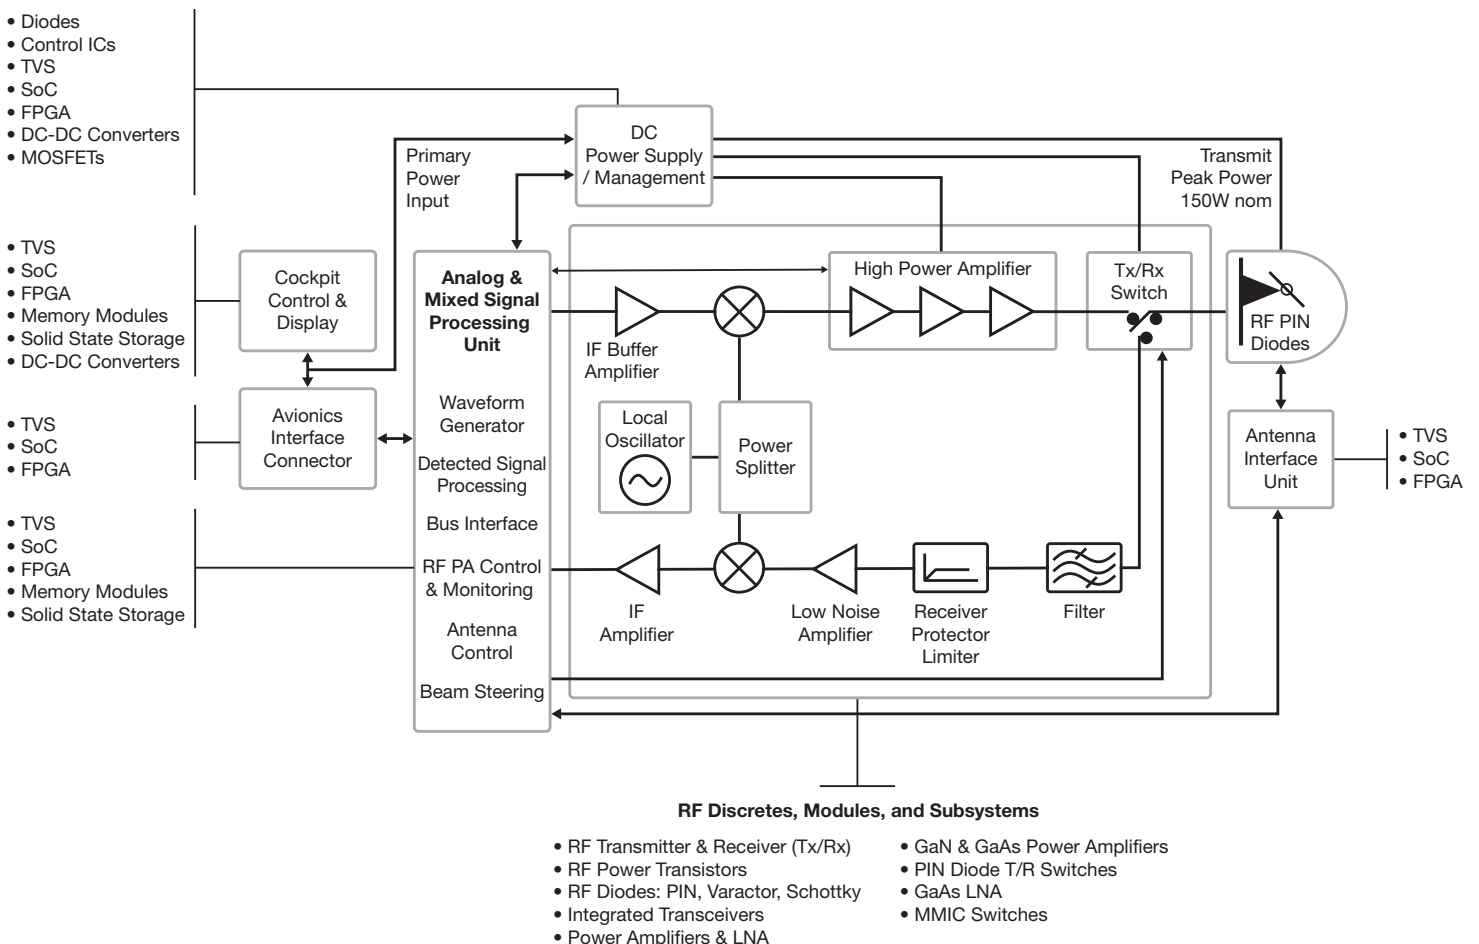 • Diodes
• Control ICs
• TVS
• SoC
• FPGA
• DC-DC Converters
• MOSFETs
DC
Power Supply
/ Management
Primary
Power
Input
Transmit
Peak Power
150W nom
• TVS
• SoC
• FPGA
• Memory Modules
• Solid State Storage
• DC-DC Converters
Cockpit
Control &
Display
Analog &
Mixed Signal
Processing
Unit
High Power Amplifier
Tx/Rx
Switch
RF PIN
Diodes
IF Buffer
Amplifier
• TVS
• SoC
• FPGA
Avionics
Interface
Connector
Waveform
Generator
Detected Signal
Processing
Bus Interface
RF PA Control
& Monitoring
Antenna
Control
Beam Steering
Local
Oscillator
Power
Splitter
Antenna
Interface
Unit
• TVS
• SoC
• FPGA
• TVS
• SoC
• FPGA
• Memory Modules
• Solid State Storage
IF
Amplifier
Low Noise
Amplifier
Receiver
Protector
Limiter
Filter
RF Discretes, Modules, and Subsystems
• RF Transmitter & Receiver (Tx/Rx)
• RF Power Transistors
• RF Diodes: PIN, Varactor, Schottky
• Integrated Transceivers
• Power Amplifiers & LNA
• GaN & GaAs Power Amplifiers
• PIN Diode T/R Switches
• GaAs LNA
• MMIC Switches